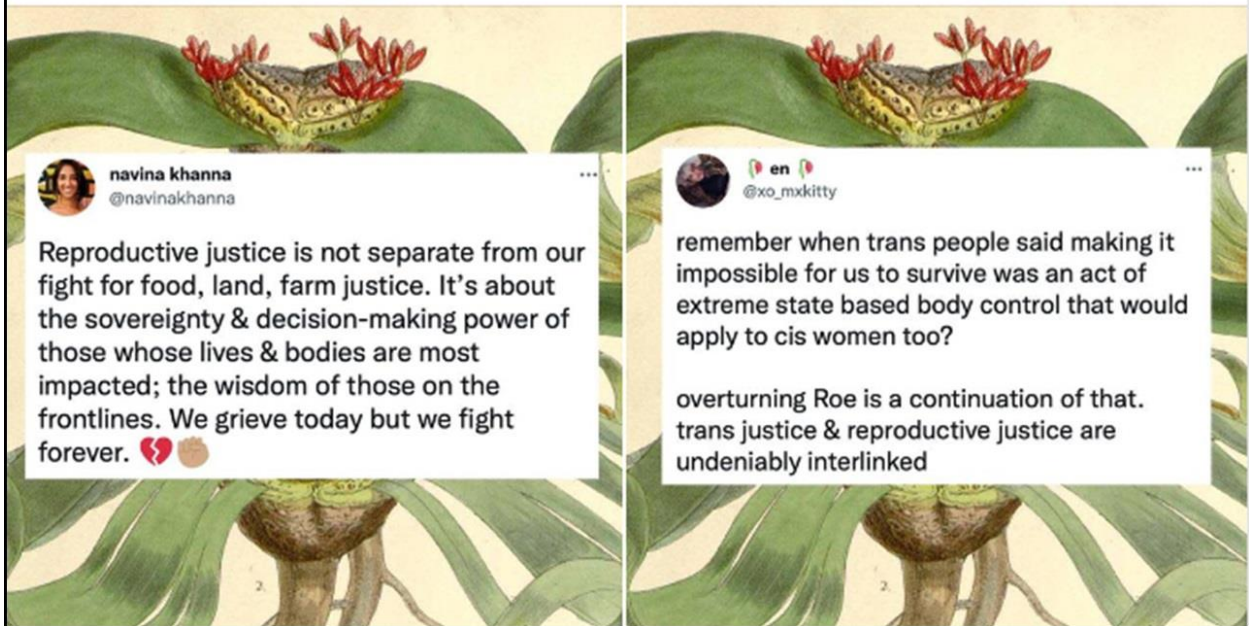 navina khanna
@navinakhanna
Reproductive justice is not separate from our
fight for food, land, farm justice. It's about
the sovereignty & decision-making power of
those whose lives & bodies are most
impacted; the wisdom of those on the
frontlines. We grieve today but we fight
forever. 💔✊🏽
2.
🥀 en 🥀
@xo_mxkitty
remember when trans people said making it
impossible for us to survive was an act of
extreme state based body control that would
apply to cis women too?
overturning Roe is a continuation of that.
trans justice & reproductive justice are
undeniably interlinked
2.